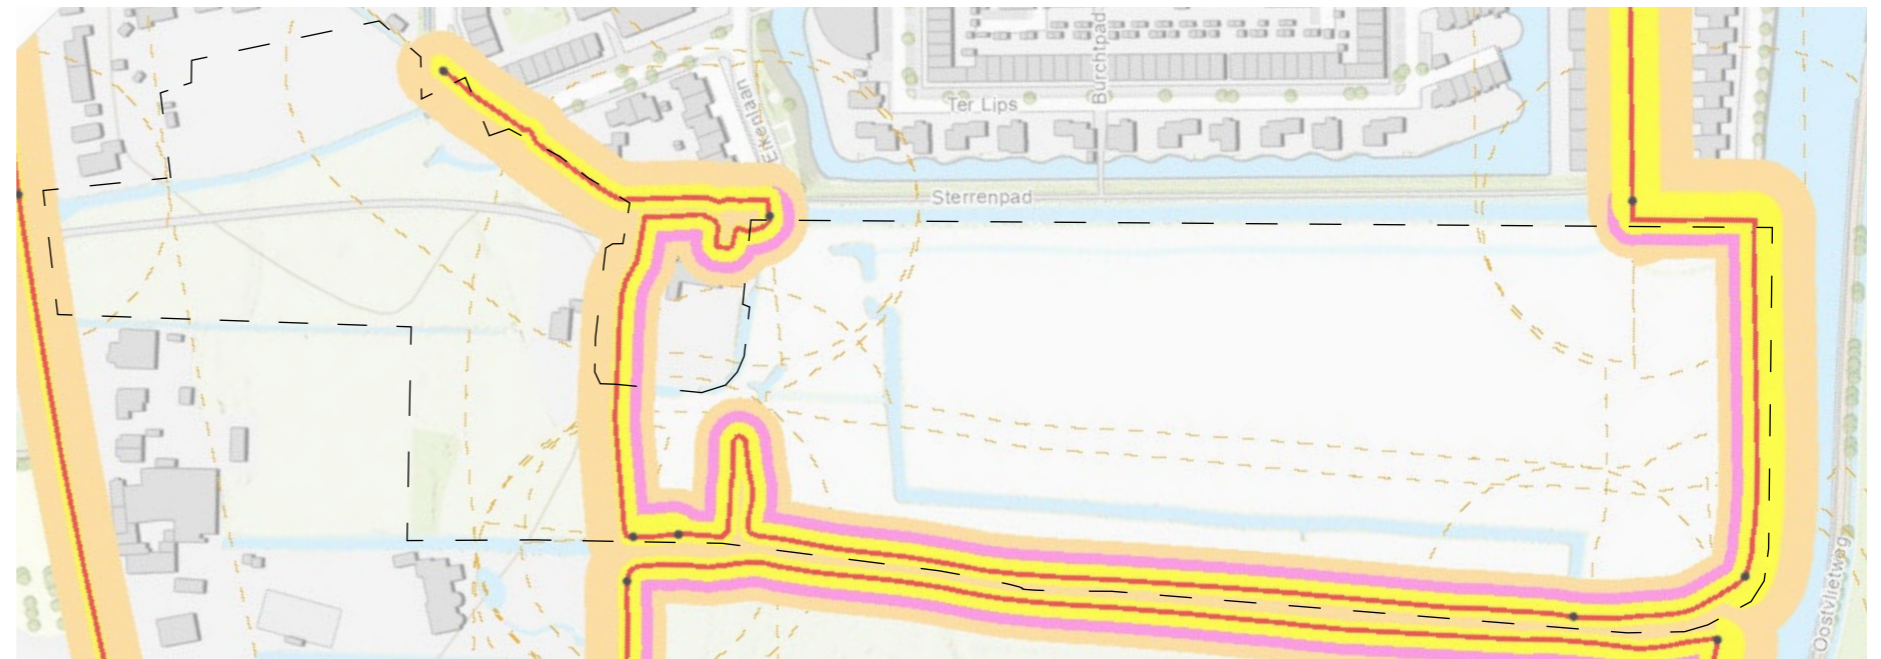 Burchtpad
Ter Lips
Eikenlaan
Sterrenpad
Oostvlietweg